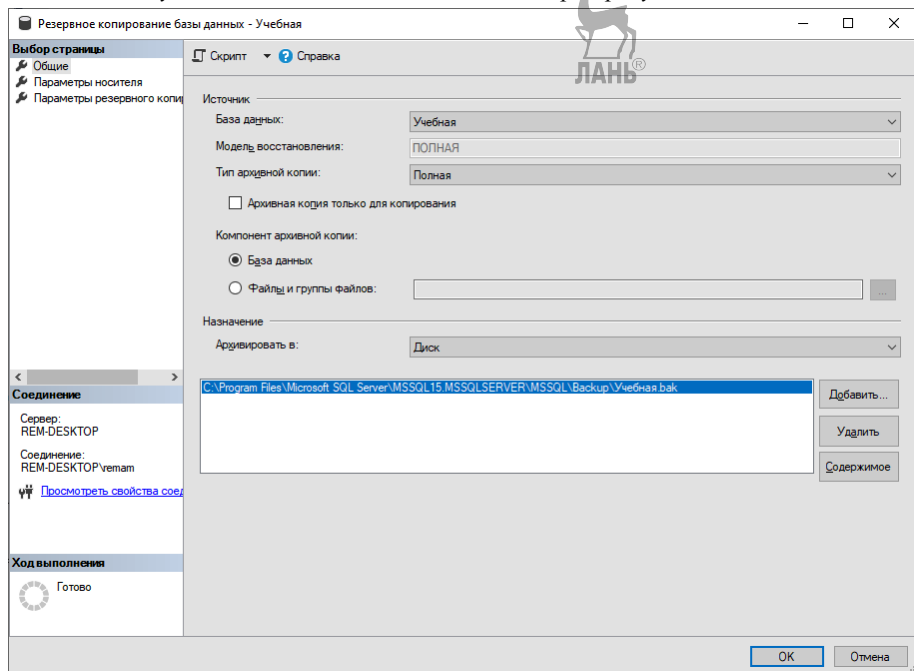 Резервное копирование базы данных - Учебная
Выбор страницы
Общие
Параметры носителя
Параметры резервного копи
Скрипт
Справка
ЛАНЬ®
Источник
База данных:
Учебная
Модель восстановления:
ПОЛНАЯ
Тип архивной копии:
Полная
Архивная копия только для копирования
Компонент архивной копии:
База данных
Файлы и группы файлов:
...
Назначение
Архивировать в:
Диск
C:\Program Files\Microsoft SQL Server\MSSQL15.MSSQLSERVER\MSSQL\Backup\Учебная.bak
Добавить...
Удалить
Содержимое
Соединение
Сервер:
REM-DESKTOP
Соединение:
REM-DESKTOP\remam
Просмотреть свойства соед
Ход выполнения
Готово
OK
Отмена